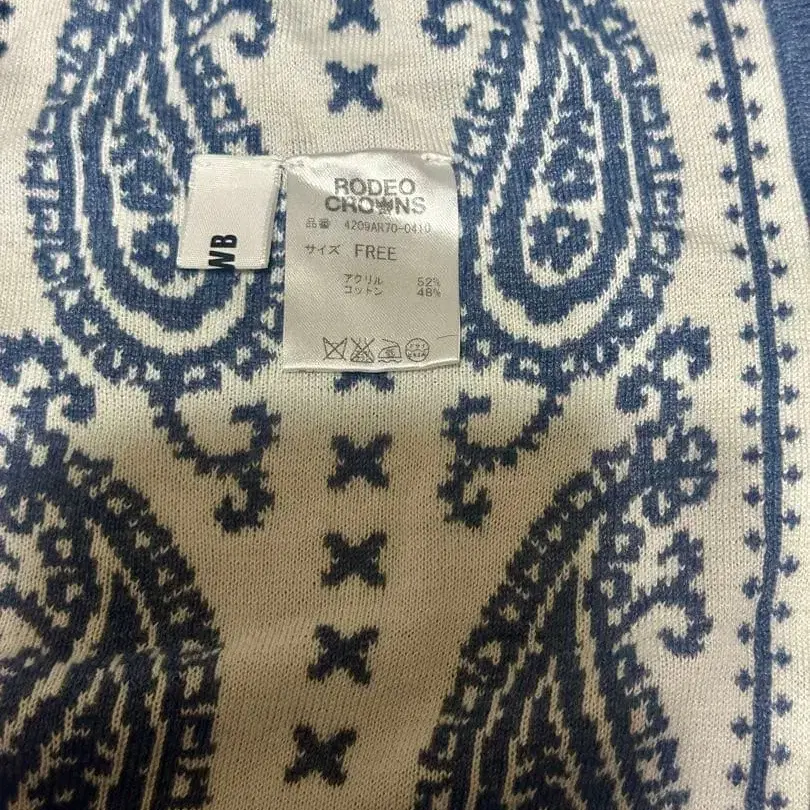 WB
RODEO
CROWNS
品番 4209AR70-0410
サイズ FREE
アクリル 52%
コットン 48%